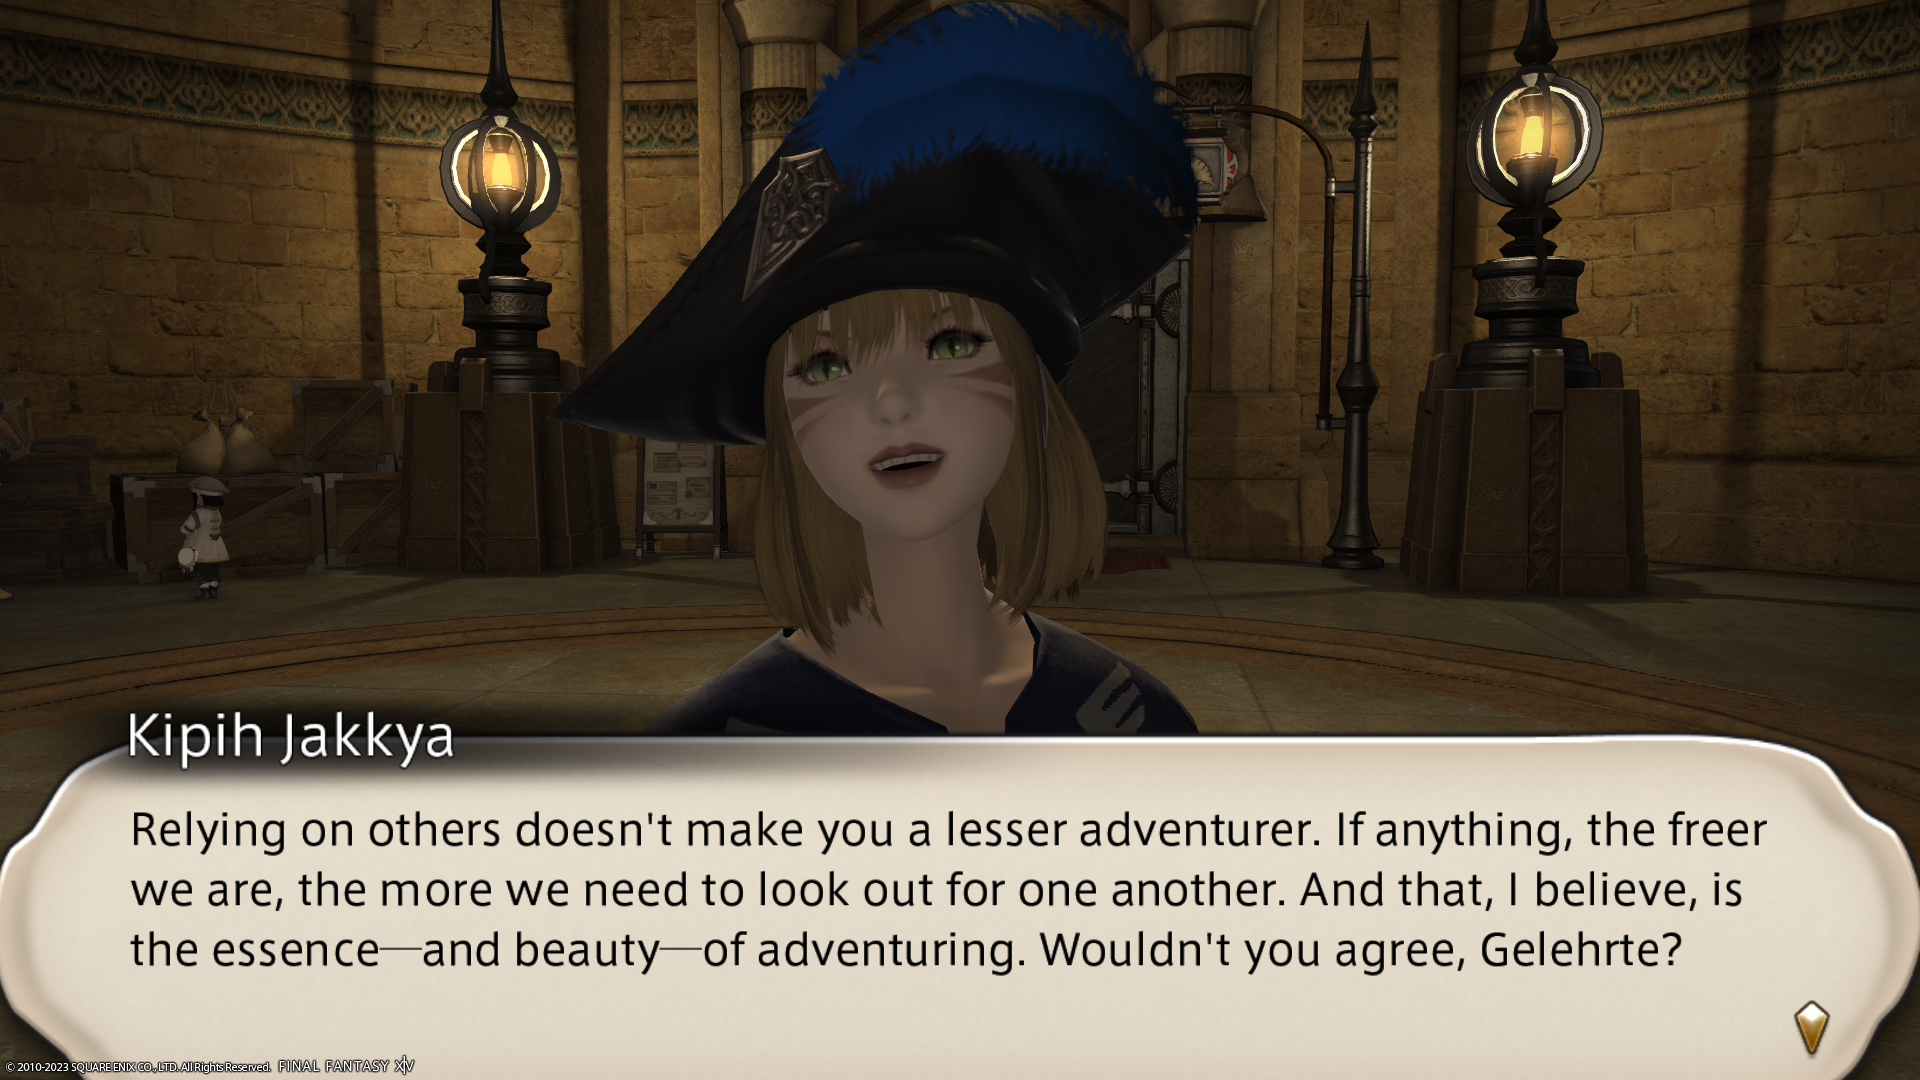 Kipih Jakkya
Relying on others doesn't make you a lesser adventurer. If anything, the freer
we are, the more we need to look out for one another. And that, I believe, is
the essence—and beauty—of adventuring. Wouldn't you agree, Gelehrte?
© 2010-2023 SQUARE ENIX CO., LTD. All Rights Reserved. FINAL FANTASY XIV